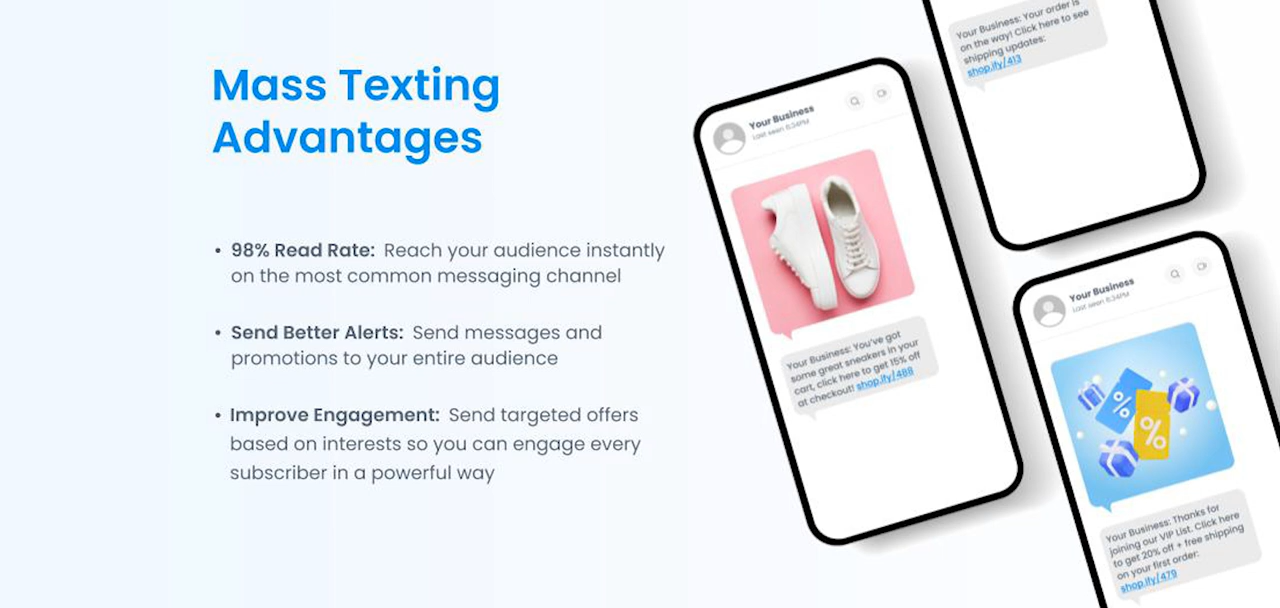 Mass Texting
Advantages
• 98% Read Rate: Reach your audience instantly
on the most common messaging channel
• Send Better Alerts: Send messages and
promotions to your entire audience
• Improve Engagement: Send targeted offers
based on interests so you can engage every
subscriber in a powerful way
Your Business
Last seen 6:34PM
Your Business: You've got
some great sneakers in your
cart, click here to get 15% off
at checkout! shop.ify/488
Your Business: Your order is
on the way! Click here to see
shipping updates:
shop.ify/413
Your Business
Last seen 6:34PM
%
%
Your Business: Thanks for
joining our VIP List. Click here
to get 20% off + free shipping
on your first order:
shop.ify/479